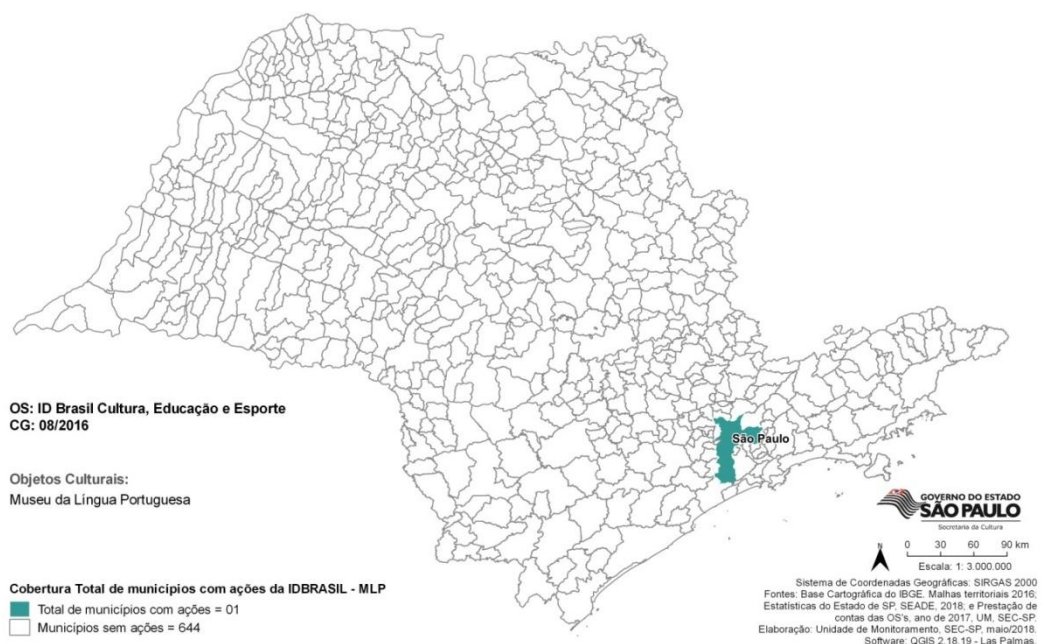 São Paulo
OS: ID Brasil Cultura, Educação e Esporte
CG: 08/2016
Objetos Culturais:
Museu da Língua Portuguesa
Cobertura Total de municípios com ações da IDBRASIL - MLP
Total de municípios com ações = 01
Municípios sem ações = 644
GOVERNO DO ESTADO
SÃO PAULO
Secretaria da Cultura
N
0 30 60 90 km
Escala: 1: 3.000.000
Sistema de Coordenadas Geográficas: SIRGAS 2000
Fontes: Base Cartográfica do IBGE. Malhas territoriais 2016;
Estatísticas do Estado de SP, SEADE, 2018; e Prestação de
contas das OS's, ano de 2017, UM, SEC-SP.
Elaboração: Unidade de Monitoramento, SEC-SP, maio/2018.
Software: QGIS 2.18.19 - Las Palmas.